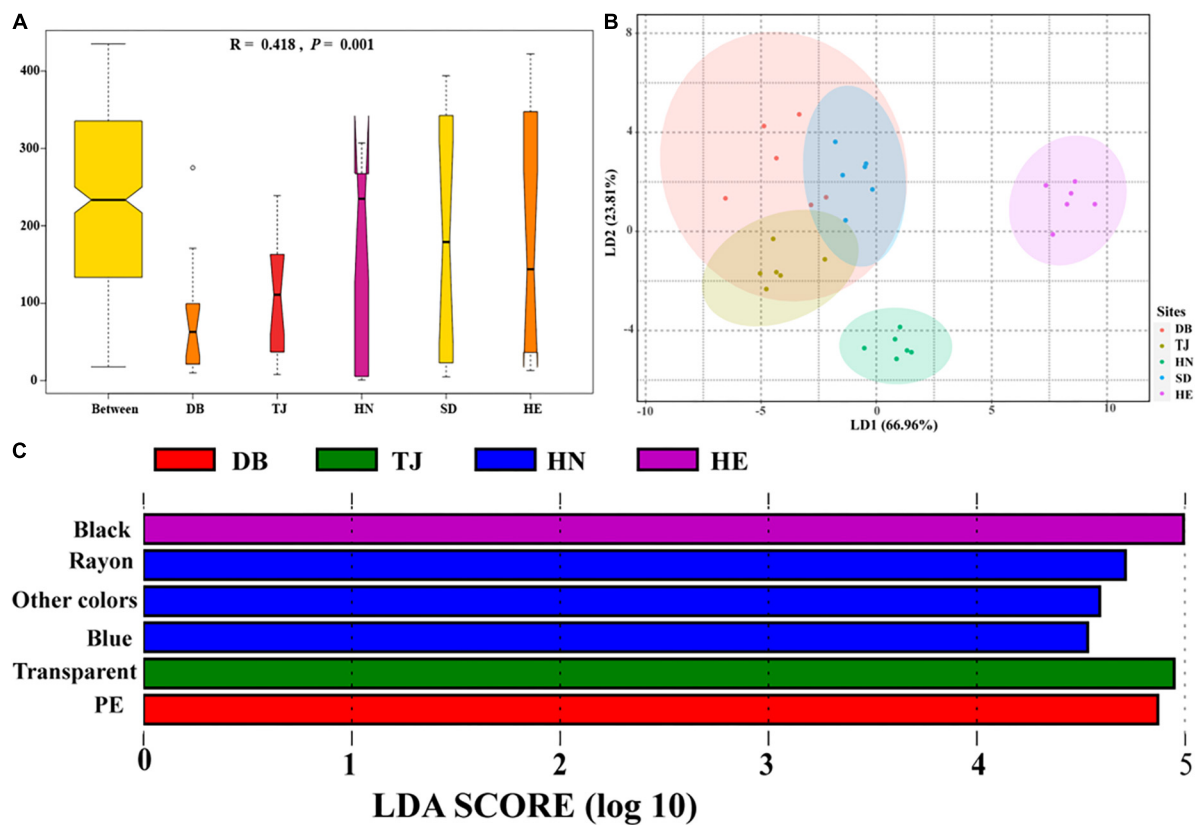 A
R = 0.418 , P = 0.001
400
300
200
100
0
Between DB TJ HN SD HE
B
LD2 (23.81%)
8
4
0
-4
-10 -5 0 5 10
LD1 (66.96%)
Sites
DB
TJ
HN
SD
HE
C
DB TJ HN HE
Black
Rayon
Other colors
Blue
Transparent
PE
0 1 2 3 4 5
LDA SCORE (log 10)